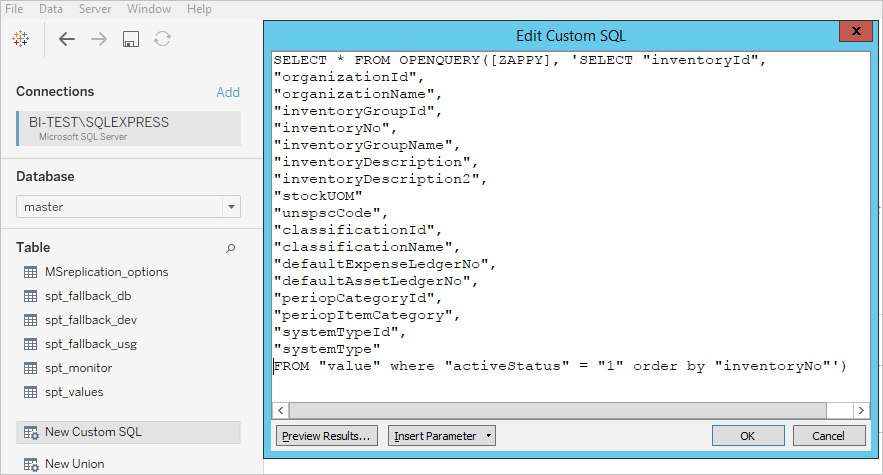 File Data Server Window Help
Edit Custom SQL
x
Connections Add
BI-TEST\SQLEXPRESS
Microsoft SQL Server
Database
master
Table
MSreplication_options
spt_fallback_db
spt_fallback_dev
spt_fallback_usg
spt_monitor
spt_values
New Custom SQL
New Union
SELECT * FROM OPENQUERY([ZAPPY], 'SELECT "inventoryId",
"organizationId",
"organizationName",
"inventoryGroupId",
"inventoryNo",
"inventoryGroupName",
"inventoryDescription",
"inventoryDescription2",
"stockUOM"
"unspscCode",
"classificationId",
"classificationName",
"defaultExpenseLedgerNo",
"defaultAssetLedgerNo",
"periopCategoryId",
"periopItemCategory",
"systemTypeId",
"systemType"
FROM "value" where "activeStatus" = "1" order by "inventoryNo"')
Preview Results... Insert Parameter OK Cancel